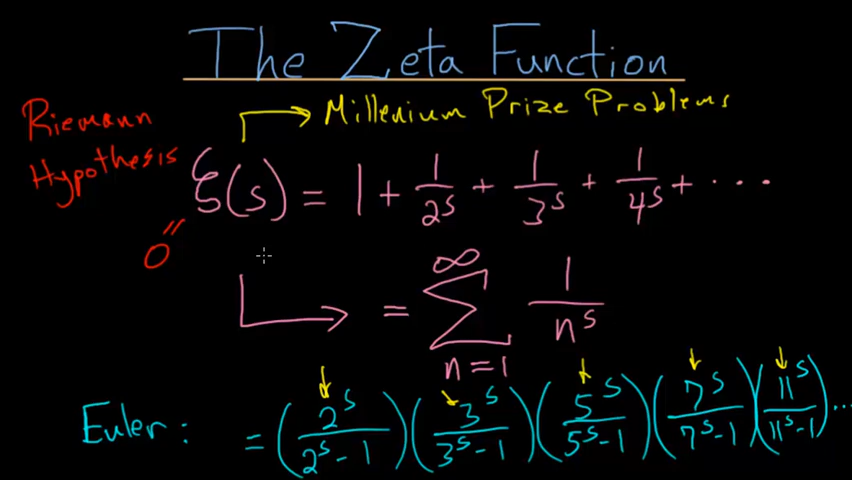 The Zeta Function
Millenium Prize Problems
Riemann
Hypothesis
ξ(s) = 1 + 1/2^s + 1/3^s + 1/4^s + ···
0"
= ∑_{n=1}^{∞} 1/n^s
Euler: = (2^s/(2^s-1))(3^s/(3^s-1))(5^s/(5^s-1))(7^s/(7^s-1))(11^s/(11^s-1))...